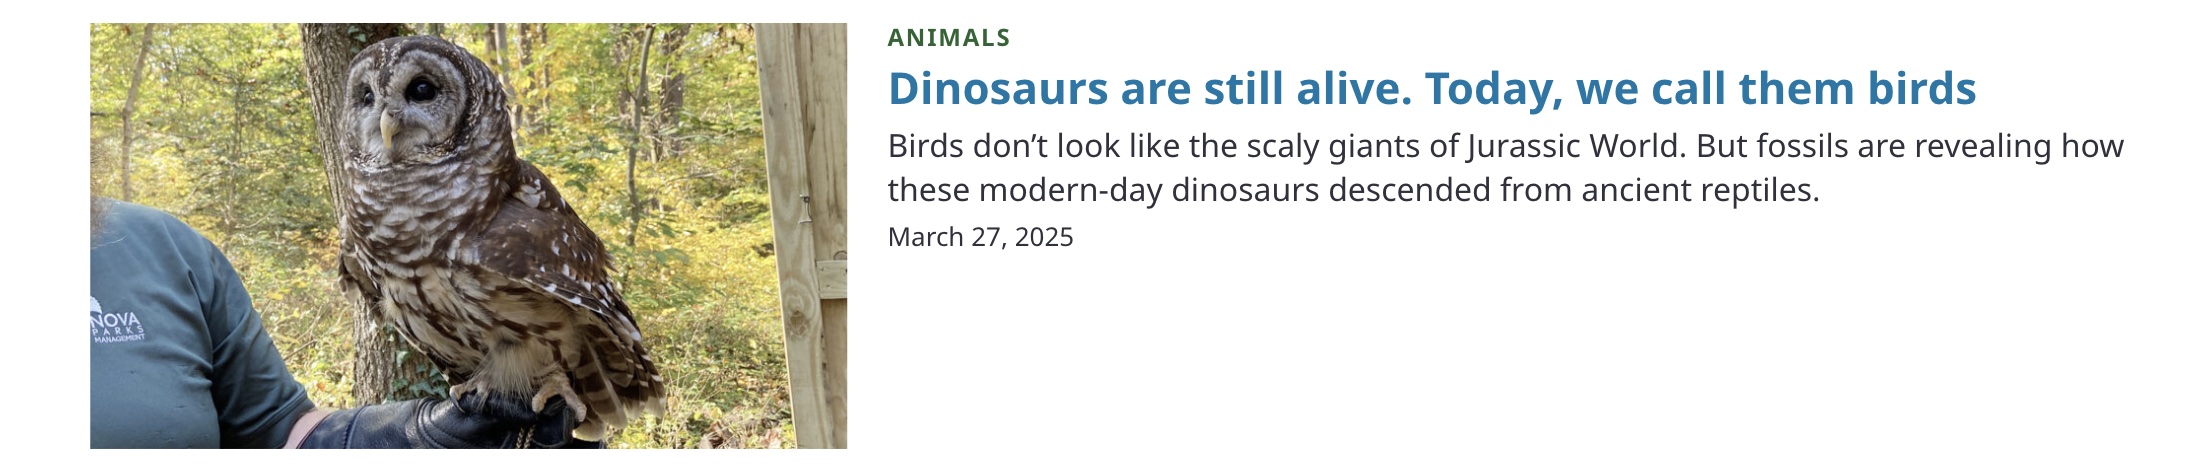 ANIMALS
Dinosaurs are still alive. Today, we call them birds
Birds don’t look like the scaly giants of Jurassic World. But fossils are revealing how
these modern-day dinosaurs descended from ancient reptiles.
March 27, 2025
NOVA
PARKS
MANAGEMENT